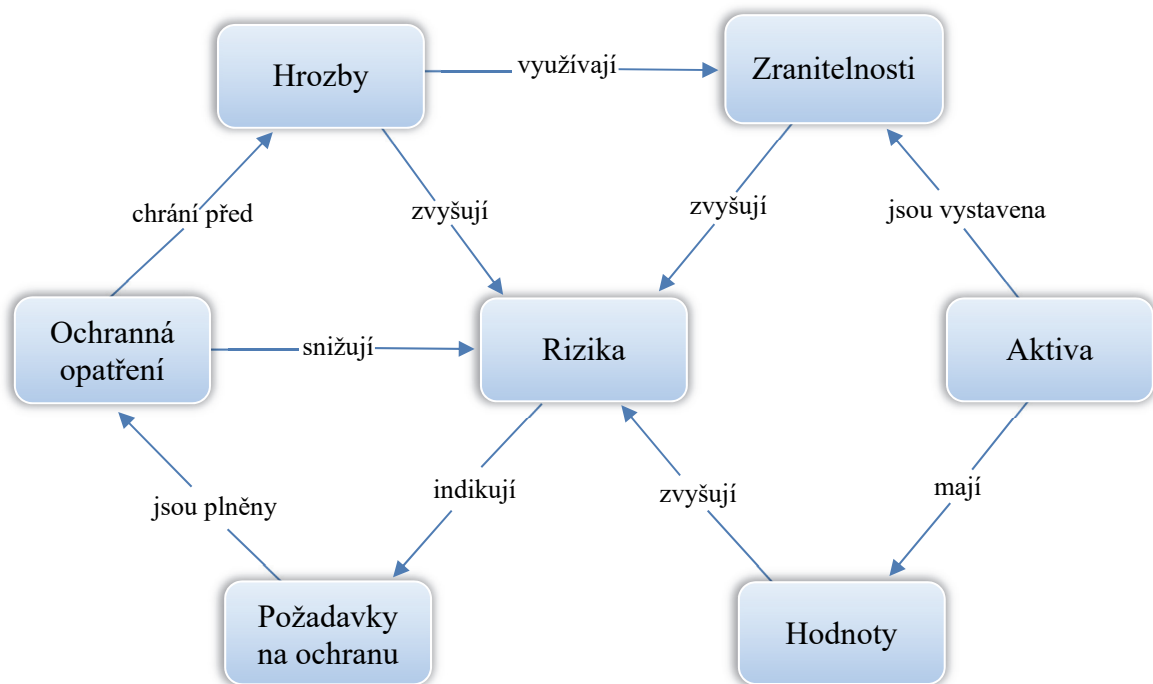 Hrozby
využívají
Zranitelnosti
chrání před
zvyšují
zvyšují
jsou vystavena
Ochranná
opatření
snižují
Rizika
Aktiva
jsou plněny
indikují
zvyšují
mají
Požadavky
na ochranu
Hodnoty